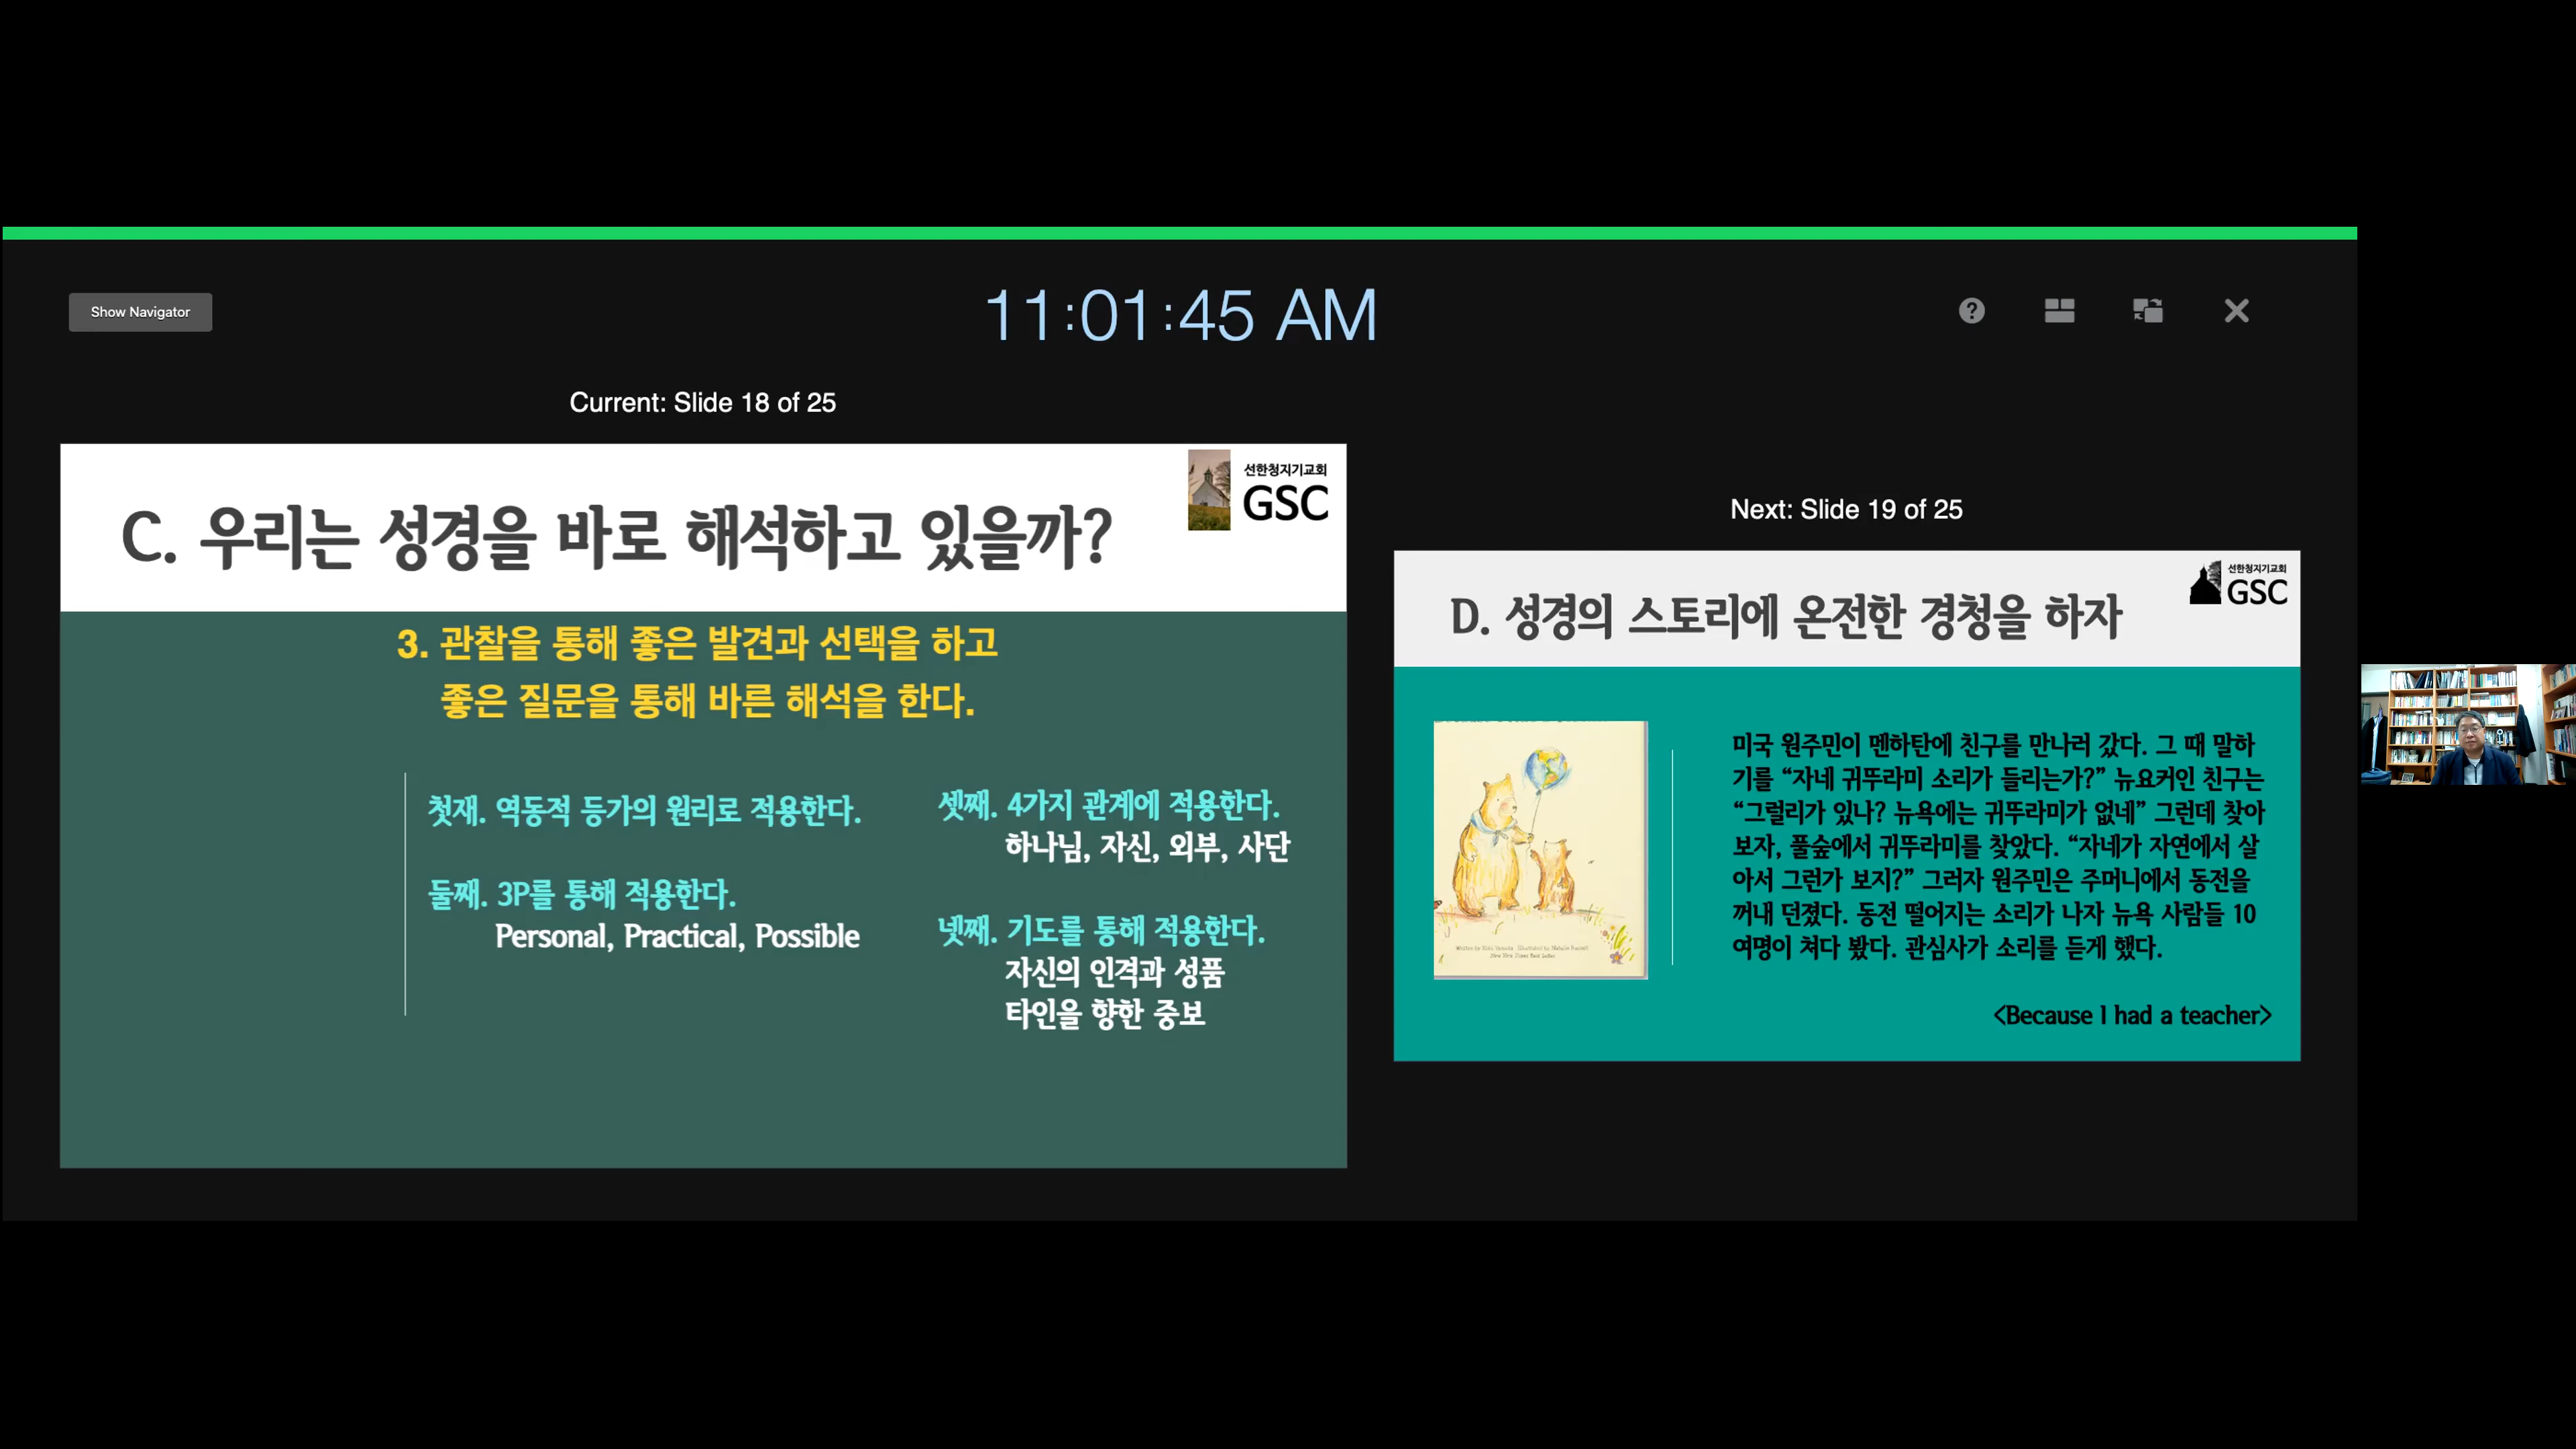 Show Navigator
11:01:45 AM
Current: Slide 18 of 25
선한청지기교회
GSC
C. 우리는 성경을 바로 해석하고 있을까?
3. 관찰을 통해 좋은 발견과 선택을 하고
좋은 질문을 통해 바른 해석을 한다.
첫재. 역동적 등가의 원리로 적용한다.
둘째. 3P를 통해 적용한다.
Personal, Practical, Possible
셋째. 4가지 관계에 적용한다.
하나님, 자신, 외부, 사단
넷째. 기도를 통해 적용한다.
자신의 인격과 성품
타인을 향한 중보
Next: Slide 19 of 25
선한청지기교회
GSC
D. 성경의 스토리에 온전한 경청을 하자
미국 원주민이 멘하탄에 친구를 만나러 갔다. 그 때 말하
기를 “자네 귀뚜라미 소리가 들리는가?” 뉴요커인 친구는
“그럴리가 있나? 뉴욕에는 귀뚜라미가 없네” 그런데 찾아
보자, 풀숲에서 귀뚜라미를 찾았다. “자네가 자연에서 살
아서 그런가 보지?” 그러자 원주민은 주머니에서 동전을
꺼내 던졌다. 동전 떨어지는 소리가 나자 뉴욕 사람들 10
여명이 쳐다 봤다. 관심사가 소리를 듣게 했다.
<Because I had a teacher>